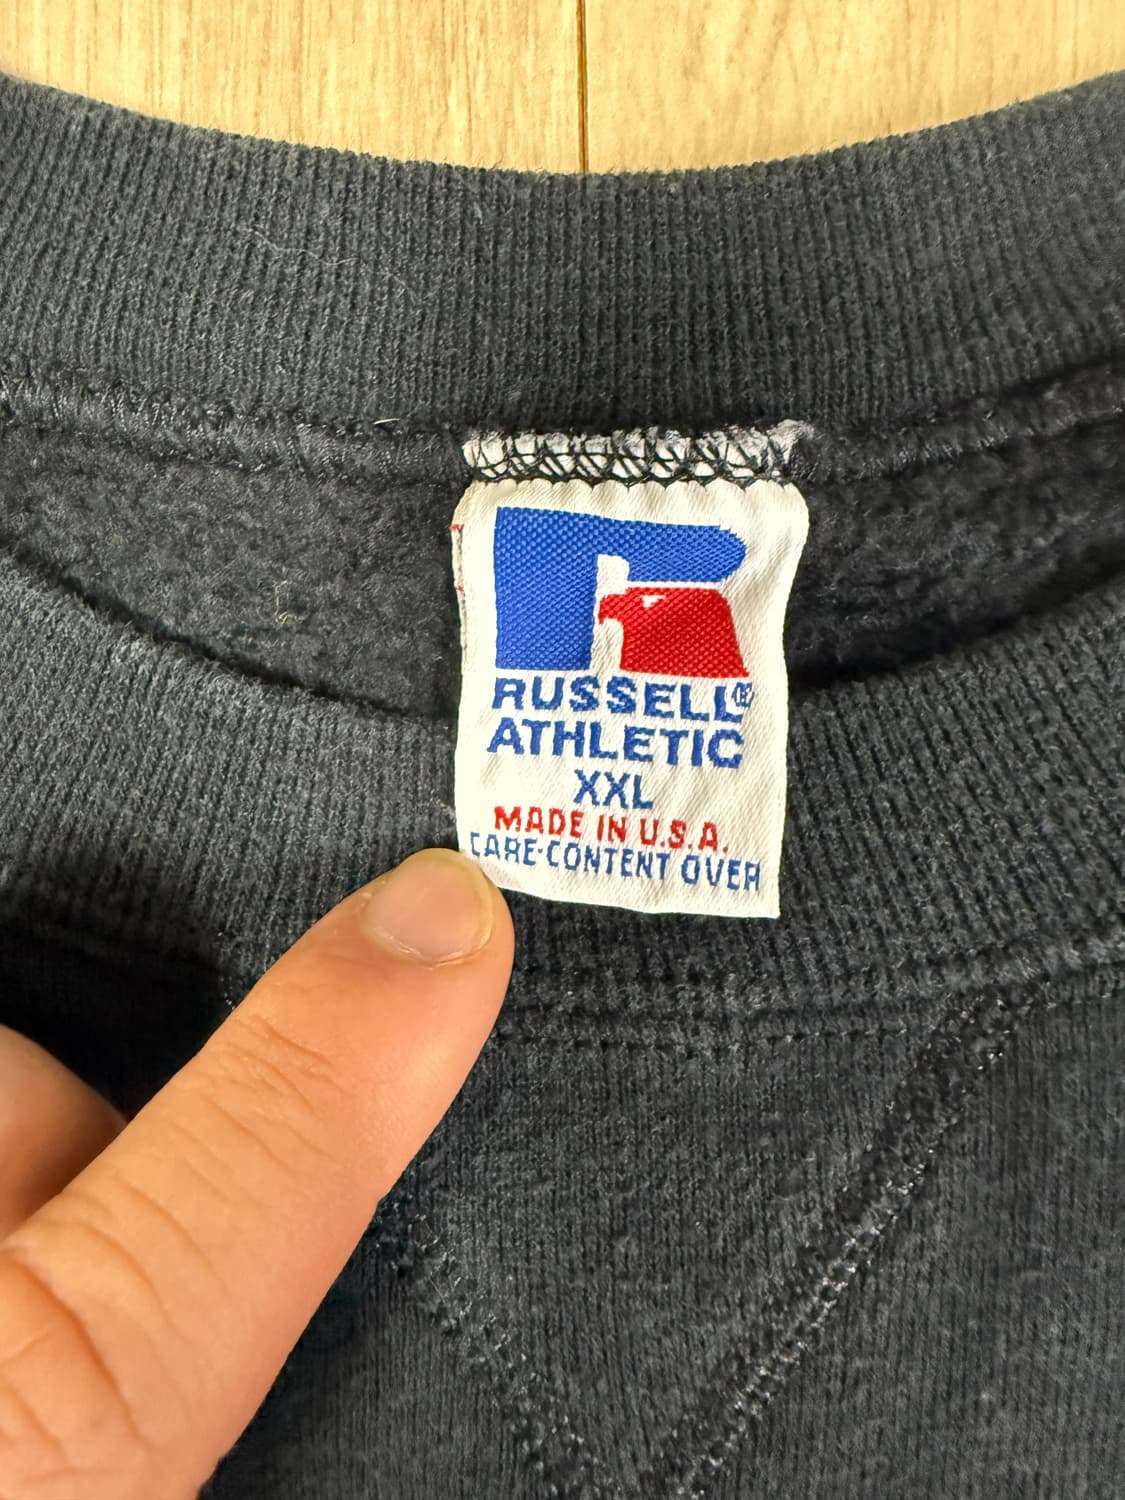 RUSSELL®
ATHLETIC
XXL
MADE IN U.S.A.
CARE·CONTENT OVER